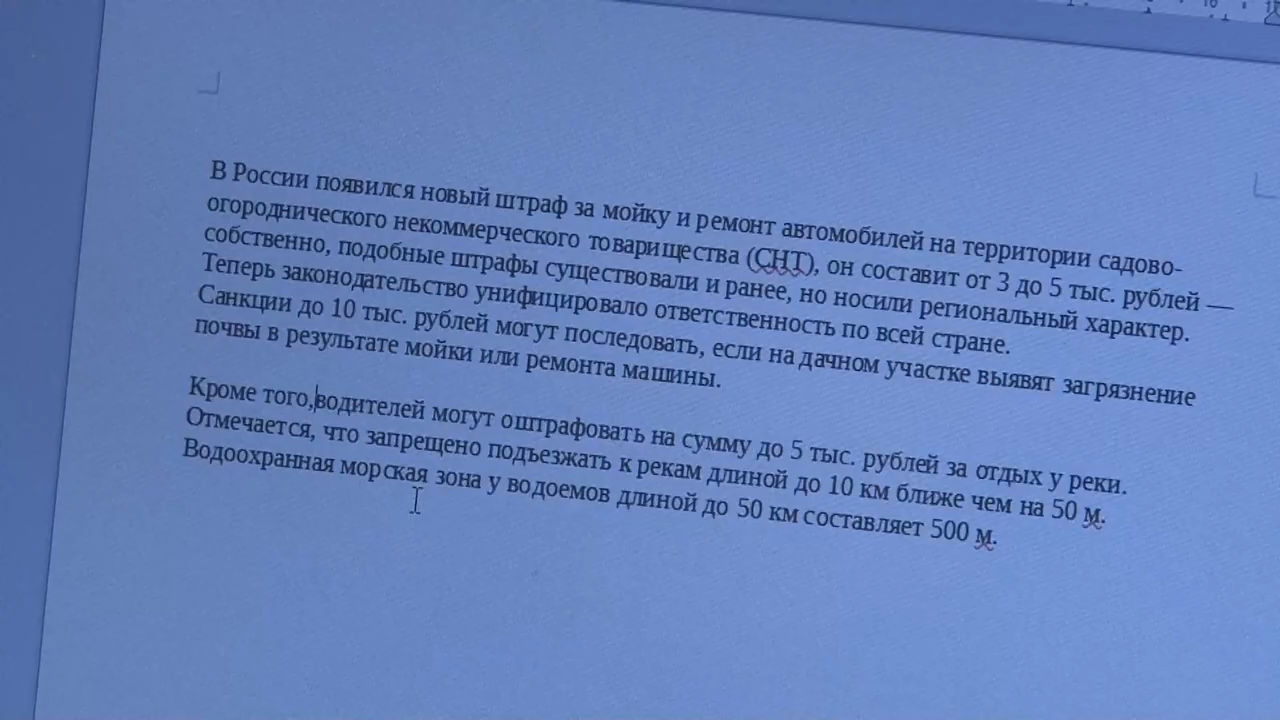 В России появился новый штраф за мойку и ремонт автомобилей на территории садово-
огороднического некоммерческого товарищества (СНТ), он составит от 3 до 5 тыс. рублей —
собственно, подобные штрафы существовали и ранее, но носили региональный характер.
Теперь законодательство унифицировало ответственность по всей стране.
Санкции до 10 тыс. рублей могут последовать, если на дачном участке выявят загрязнение
почвы в результате мойки или ремонта машины.
Кроме того,водителей могут оштрафовать на сумму до 5 тыс. рублей за отдых у реки.
Отмечается, что запрещено подъезжать к рекам длиной до 10 км ближе чем на 50 м.
Водоохранная морская зона у водоемов длиной до 50 км составляет 500 м.